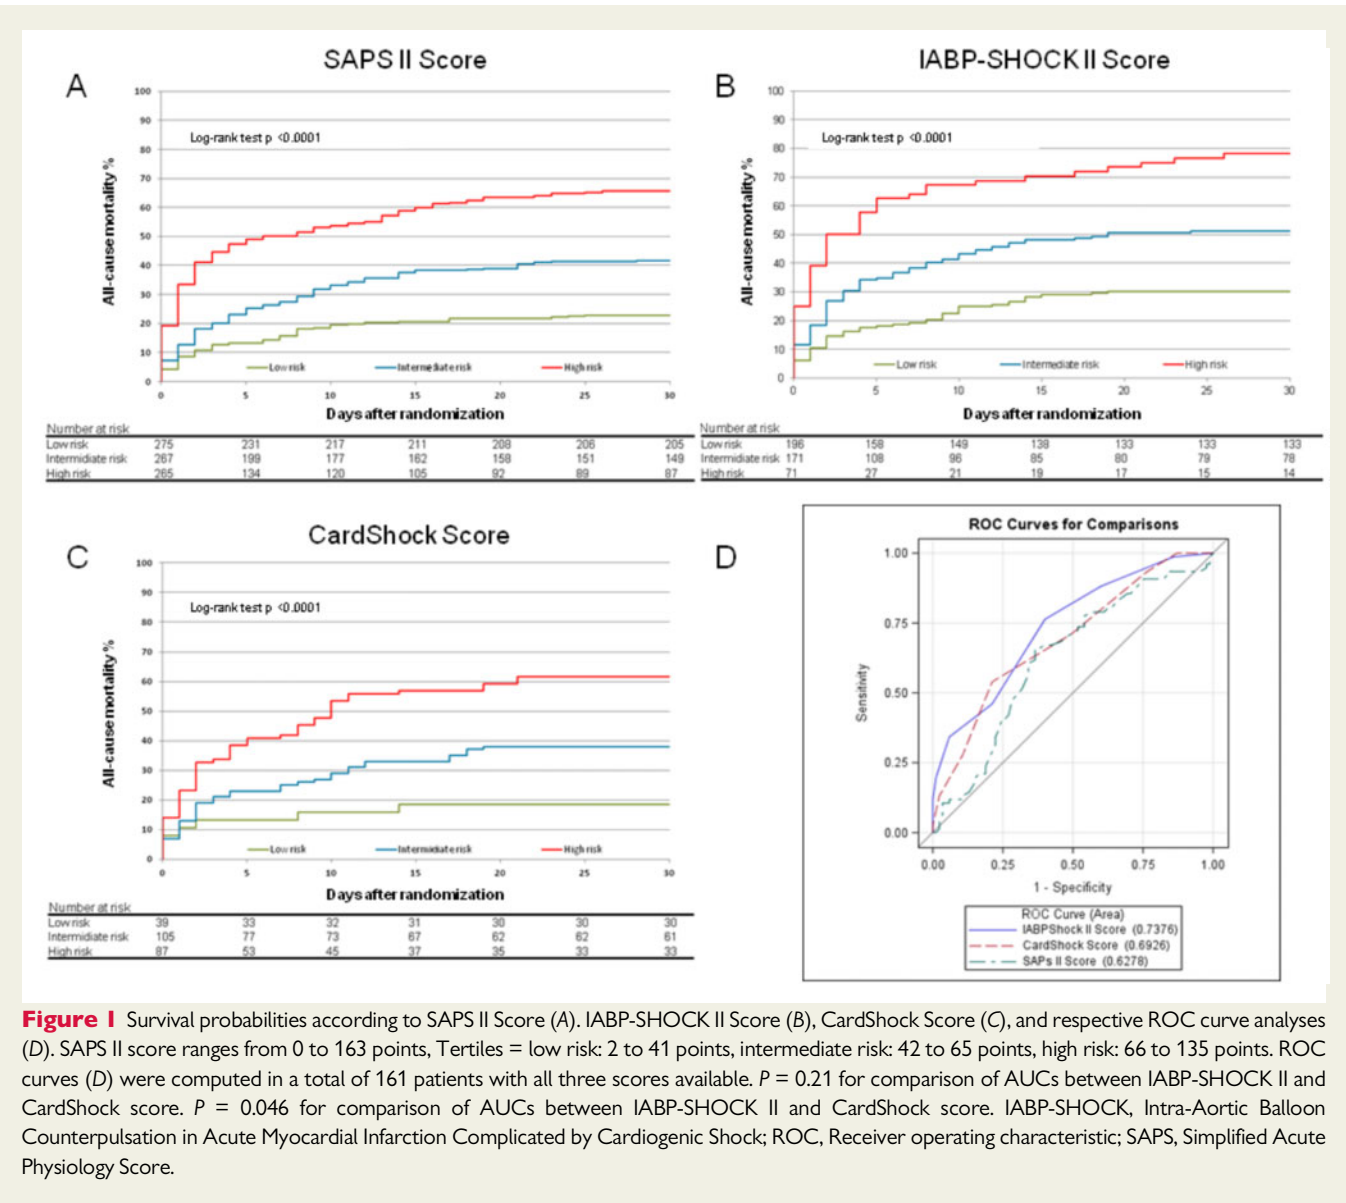 SAPS II Score
A
100
90
80
70
60
50
40
30
20
10
0
All-cause mortality %
Log-rank test p <0.0001
Low risk Intermediate risk High risk
0 5 10 15 20 25 30
Days after randomization
Number at risk
Low risk 275 231 217 211 208 206 205
Intermidiate risk 267 199 177 162 158 151 149
High risk 265 134 120 105 92 89 87
IABP-SHOCK II Score
B
100
90
80
70
60
50
40
30
20
10
0
All-cause mortality %
Log-rank test p <0.0001
Low risk Intermediate risk High risk
0 5 10 15 20 25 30
Days after randomization
Number at risk
Low risk 196 158 149 138 133 133 133
Intermidiate risk 171 108 96 85 80 79 78
High risk 71 27 21 19 17 15 14
CardShock Score
C
100
90
80
70
60
50
40
30
20
10
0
All-cause mortality %
Log-rank test p <0.0001
Low risk Intermidiate risk High risk
0 5 10 15 20 25 30
Days after randomization
Number at risk
Low risk 39 33 32 31 30 30 30
Intermidiate risk 105 77 73 67 62 62 61
High risk 87 53 45 37 35 33 33
D
ROC Curves for Comparisons
1.00
0.75
0.50
0.25
0.00
Sensitivity
0.00 0.25 0.50 0.75 1.00
1 - Specificity
ROC Curve (Area)
IABPShock II Score (0.7376)
CardShock Score (0.6926)
SAPs II Score (0.6278)
Figure 1 Survival probabilities according to SAPS II Score (A). IABP-SHOCK II Score (B), CardShock Score (C), and respective ROC curve analyses
(D). SAPS II score ranges from 0 to 163 points, Tertiles = low risk: 2 to 41 points, intermediate risk: 42 to 65 points, high risk: 66 to 135 points. ROC
curves (D) were computed in a total of 161 patients with all three scores available. P = 0.21 for comparison of AUCs between IABP-SHOCK II and
CardShock score. P = 0.046 for comparison of AUCs between IABP-SHOCK II and CardShock score. IABP-SHOCK, Intra-Aortic Balloon
Counterpulsation in Acute Myocardial Infarction Complicated by Cardiogenic Shock; ROC, Receiver operating characteristic; SAPS, Simplified Acute
Physiology Score.